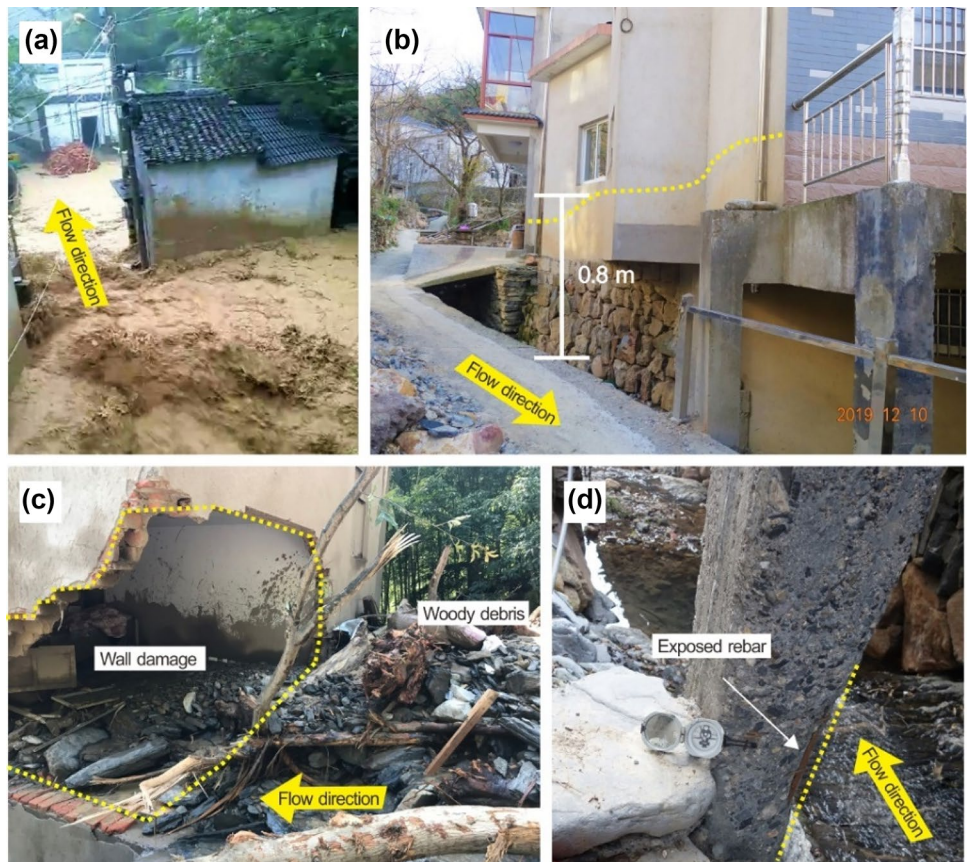 (a)
Flow direction
(b)
0.8 m
Flow direction
2019 12 10
(c)
Wall damage
Woody debris
Flow direction
(d)
Exposed rebar
Flow direction